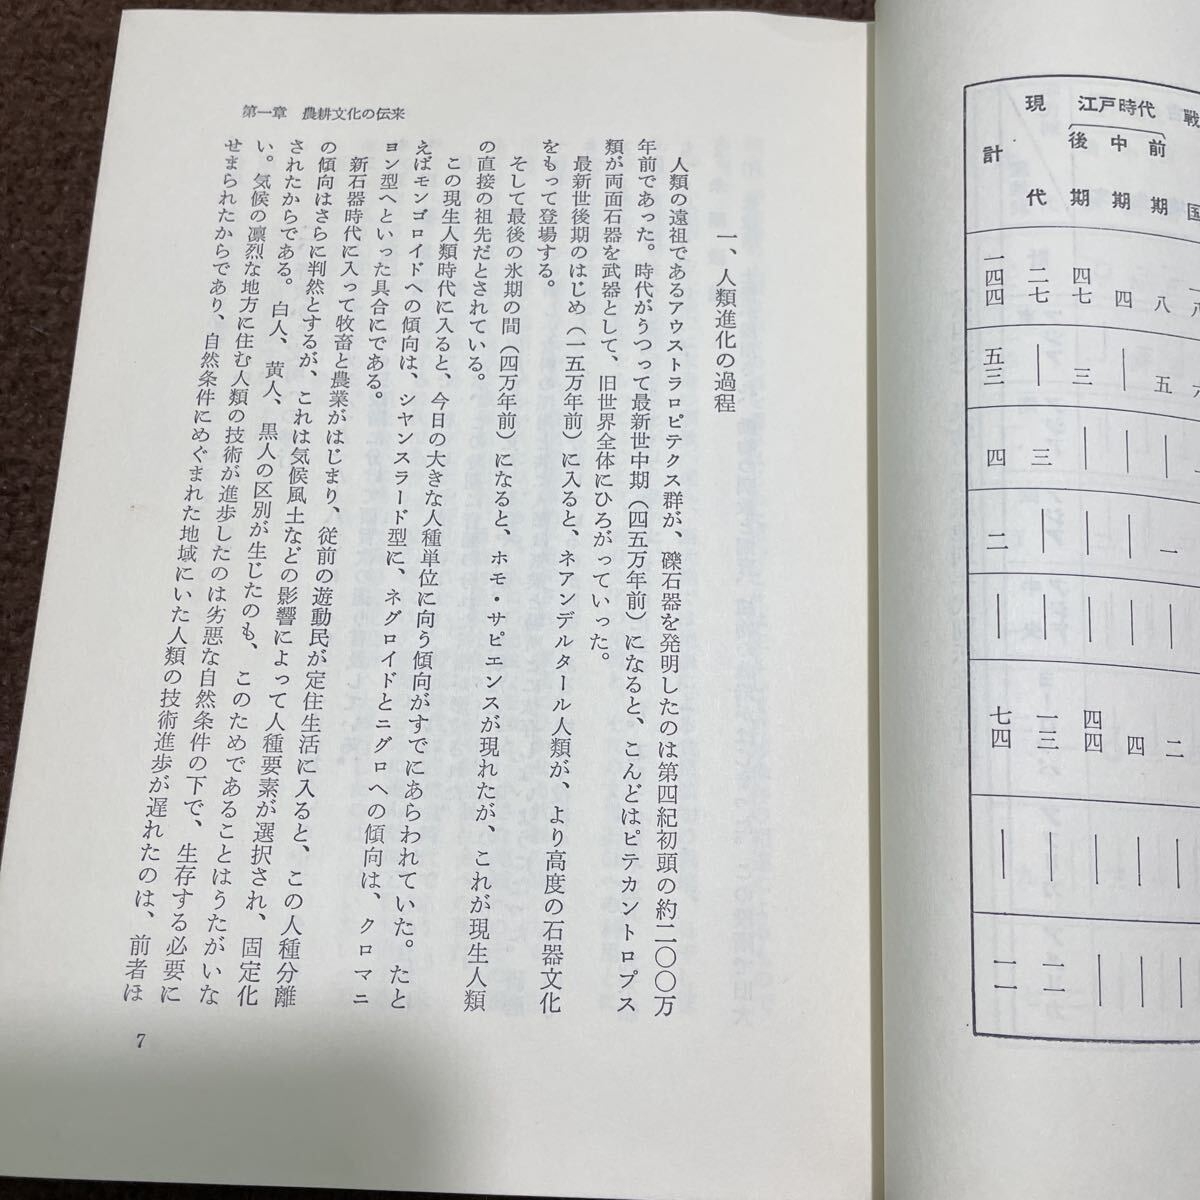 戦国
江戸時代
前期 八 五 ｜ 一 ｜ 二 ｜ ｜
中期 四 ｜ ｜ ｜ ｜ 四 ｜ ｜
後期 四七 三 ｜ ｜ ｜ 四四 ｜ ｜
現代 二七 ｜ 三 ｜ ｜ 一三 ｜ 一一
計 一四四 五三 四 二 ｜ 七四 ｜ 一一
第一章　農耕文化の伝来
一、人類進化の過程
人類の遠祖であるアウストラロピテクス群が、礫石器を発明したのは第四紀初頭の約二〇〇万
年前であった。時代がうつって最新世中期（四五万年前）になると、こんどはピテカントロプス
類が両面石器を武器として、旧世界全体にひろがっていった。
最新世後期のはじめ（一五万年前）に入ると、ネアンデルタール人類が、より高度の石器文化
をもって登場する。
そして最後の氷期の間（四万年前）になると、ホモ・サピエンスが現れたが、これが現生人類
の直接の祖先だとされている。
この現生人類時代に入ると、今日の大きな人種単位に向う傾向がすでにあらわれていた。たと
えばモンゴロイドへの傾向は、シャンスラード型に、ネグロイドとニグロへの傾向は、クロマニ
ヨン型へといった具合にである。
新石器時代に入って牧畜と農業がはじまり、従前の遊動民が定住生活に入ると、この人種分離
の傾向はさらに判然とするが、これは気候風土などの影響によって人種要素が選択され、固定化
されたからである。白人、黄人、黒人の区別が生じたのも、このためであることはうたがいな
い。気候の凛烈な地方に住む人類の技術が進歩したのは劣悪な自然条件の下で、生存する必要に
せまられたからであり、自然条件にめぐまれた地域にいた人類の技術進歩が遅れたのは、前者ほ
7